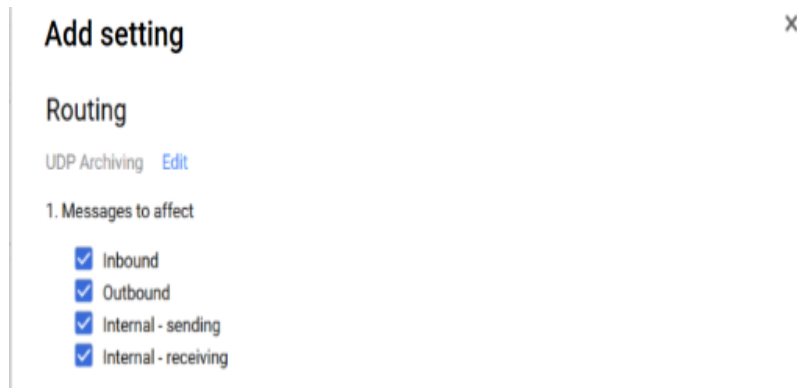 Add setting
Routing
UDP Archiving Edit
1. Messages to affect
Inbound
Outbound
Internal - sending
Internal - receiving